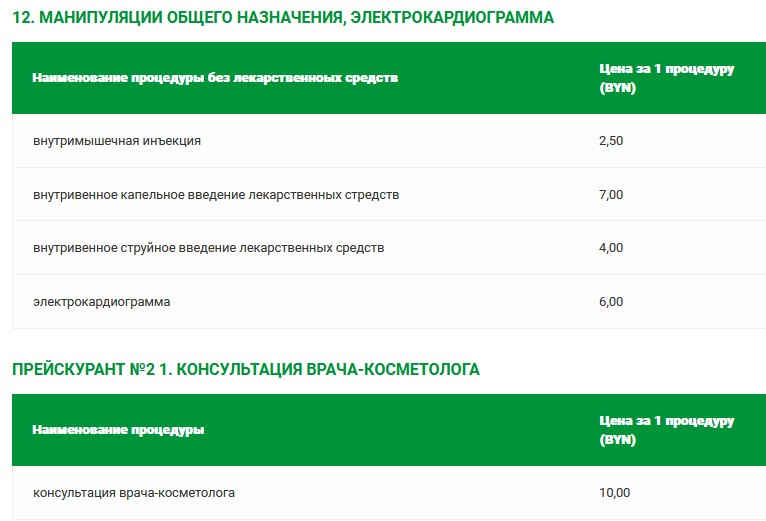 12. МАНИПУЛЯЦИИ ОБЩЕГО НАЗНАЧЕНИЯ, ЭЛЕКТРОКАРДИОГРАММА
Наименование процедуры без лекарственноых средств
Цена за 1 процедуру
(BYN)
внутримышечная инъекция 2,50
внутривенное капельное введение лекарственных стредств 7,00
внутривенное струйное введение лекарственных средств 4,00
электрокардиограмма 6,00
ПРЕЙСКУРАНТ №2 1. КОНСУЛЬТАЦИЯ ВРАЧА-КОСМЕТОЛОГА
Наименование процедуры
Цена за 1 процедуру
(BYN)
консультация врача-косметолога 10,00